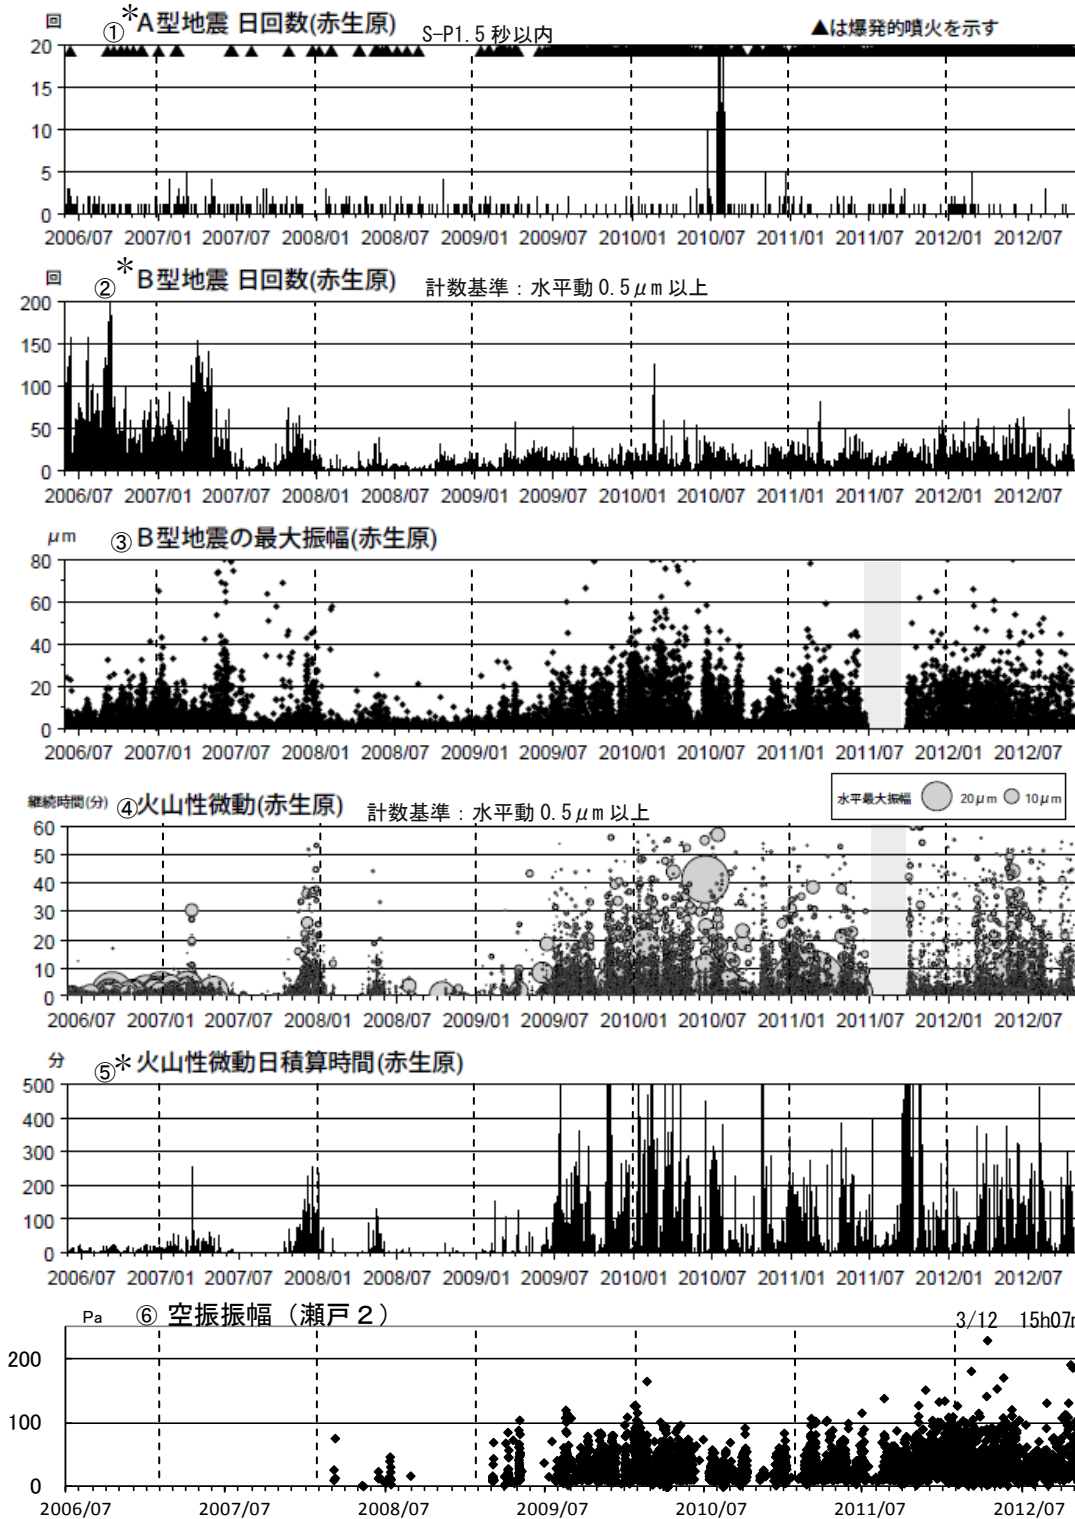 回 ①*A型地震 日回数(赤生原) S-P1.5秒以内 ▲は爆発的噴火を示す
20
15
10
5
0
2006/07 2007/01 2007/07 2008/01 2008/07 2009/01 2009/07 2010/01 2010/07 2011/01 2011/07 2012/01 2012/07
回 ②*B型地震 日回数(赤生原) 計数基準：水平動0.5μm以上
200
150
100
50
0
2006/07 2007/01 2007/07 2008/01 2008/07 2009/01 2009/07 2010/01 2010/07 2011/01 2011/07 2012/01 2012/07
μm ③B型地震の最大振幅(赤生原)
80
60
40
20
0
2006/07 2007/01 2007/07 2008/01 2008/07 2009/01 2009/07 2010/01 2010/07 2011/01 2011/07 2012/01 2012/07
継続時間(分) ④火山性微動(赤生原) 計数基準：水平動0.5μm以上
水平最大振幅 20μm 10μm
60
50
40
30
20
10
0
2006/07 2007/01 2007/07 2008/01 2008/07 2009/01 2009/07 2010/01 2010/07 2011/01 2011/07 2012/01 2012/07
分 ⑤*火山性微動日積算時間(赤生原)
500
400
300
200
100
0
2006/07 2007/01 2007/07 2008/01 2008/07 2009/01 2009/07 2010/01 2010/07 2011/01 2011/07 2012/01 2012/07
Pa ⑥ 空振振幅（瀬戸２） 3/12 15h07m
200
100
0
2006/07 2007/07 2008/07 2009/07 2010/07 2011/07 2012/07